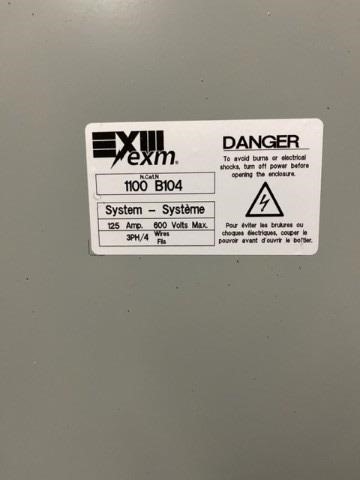 EXIII
exm®
N.Cat.N
1100 B104
System - Système
125 Amp. 600 Volts Max.
3PH/4 Wires
Fils
DANGER
To avoid burns or electrical
shocks, turn off power before
opening the enclosure.
Pour éviter les brulures ou
choques électriques, couper le
pouvoir avant d'ouvrir le boîtier.